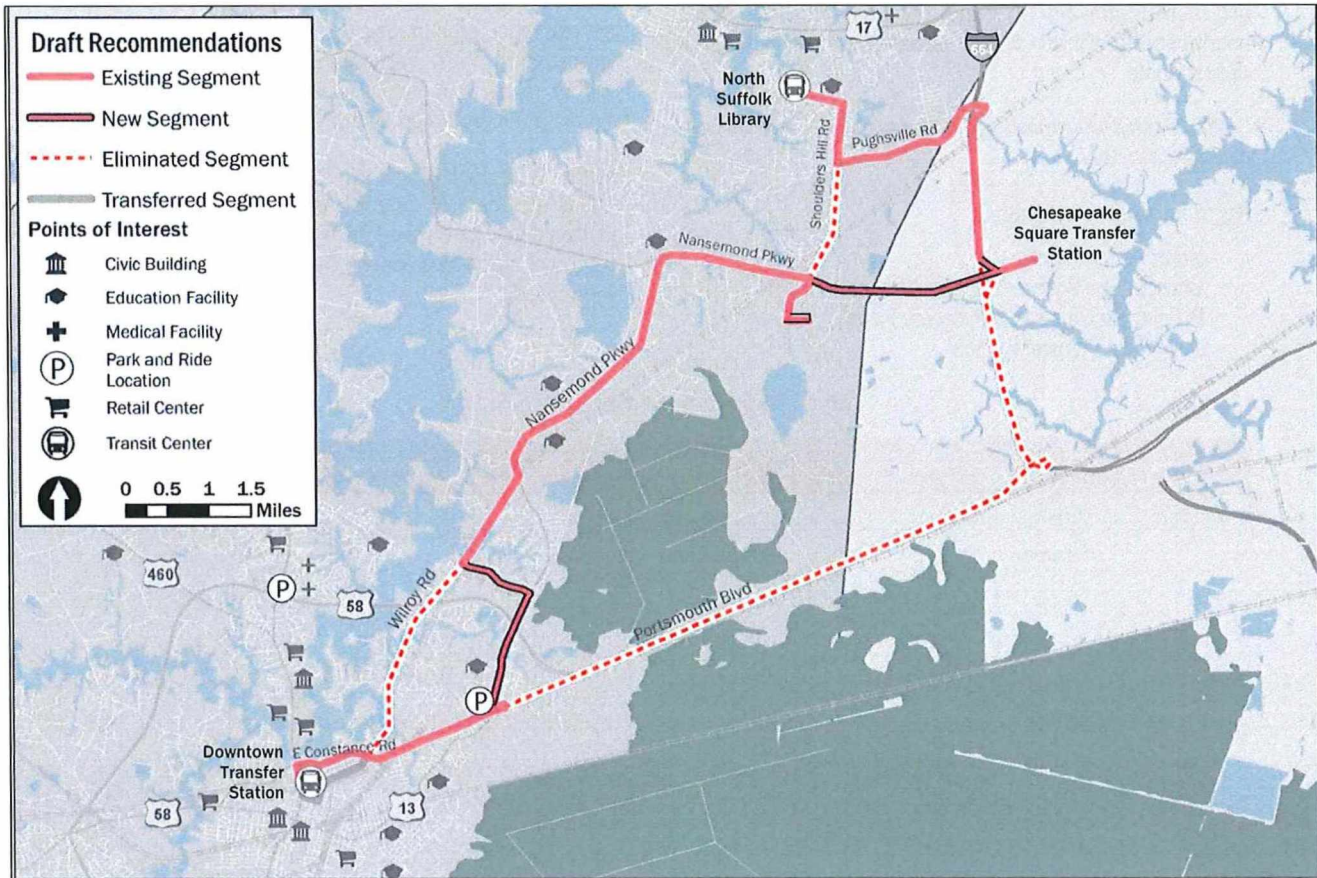 Draft Recommendations
Existing Segment
New Segment
Eliminated Segment
Transferred Segment
Points of Interest
Civic Building
Education Facility
Medical Facility
P
Park and Ride
Location
Retail Center
Transit Center
0 0.5 1 1.5
Miles
17
664
North
Suffolk
Library
Shoulders Hill Rd
Pughsville Rd
Chesapeake
Square Transfer
Station
Nansemond Pkwy
Nansemond Pkwy
460
P
58
Wilroy Rd
Portsmouth Blvd
P
E Constance Rd
Downtown
Transfer
Station
58
13